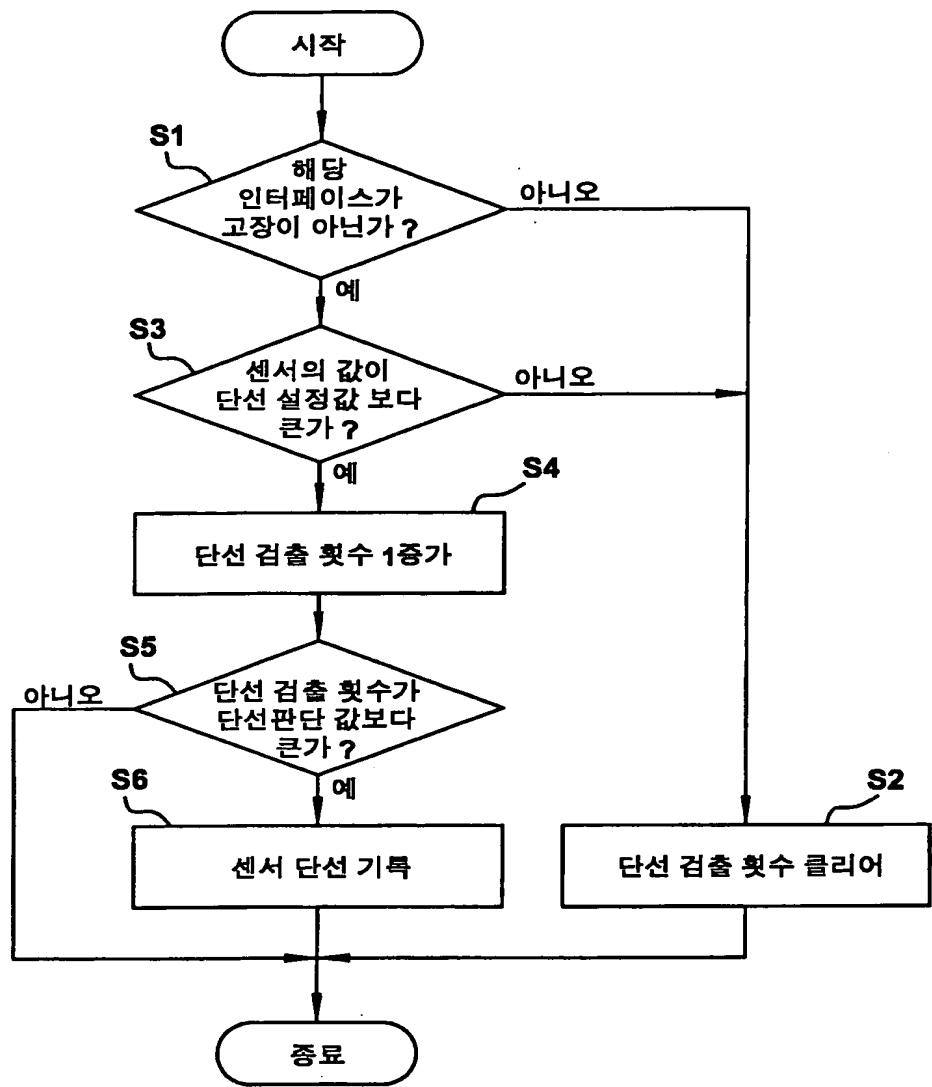 시작
S1
해당
인터페이스가
고장이 아닌가 ?
아니오
예
S3
센서의 값이
단선 설정값 보다
큰가 ?
아니오
예
S4
단선 검출 횟수 1증가
S5
아니오
단선 검출 횟수가
단선판단 값보다
큰가 ?
예
S6
센서 단선 기록
S2
단선 검출 횟수 클리어
종료